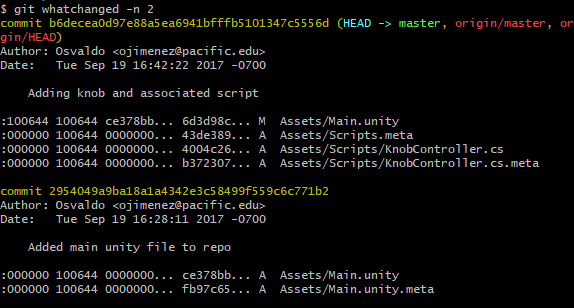 $ git whatchanged -n 2
commit b6decea0d97e88a5ea6941bfffb5101347c5556d (HEAD -> master, origin/master, ori
gin/HEAD)
Author: Osvaldo <ojimenez@pacific.edu>
Date:   Tue Sep 19 16:42:22 2017 -0700
Adding knob and associated script
:100644 100644 ce378bb... 6d3d98c... M  Assets/Main.unity
:000000 100644 0000000... 43de389... A  Assets/Scripts.meta
:000000 100644 0000000... 4004c26... A  Assets/Scripts/KnobController.cs
:000000 100644 0000000... b372307... A  Assets/Scripts/KnobController.cs.meta
commit 2954049a9ba18a1a4342e3c58499f559c6c771b2
Author: Osvaldo <ojimenez@pacific.edu>
Date:   Tue Sep 19 16:28:11 2017 -0700
Added main unity file to repo
:000000 100644 0000000... ce378bb... A  Assets/Main.unity
:000000 100644 0000000... fb97c65... A  Assets/Main.unity.meta